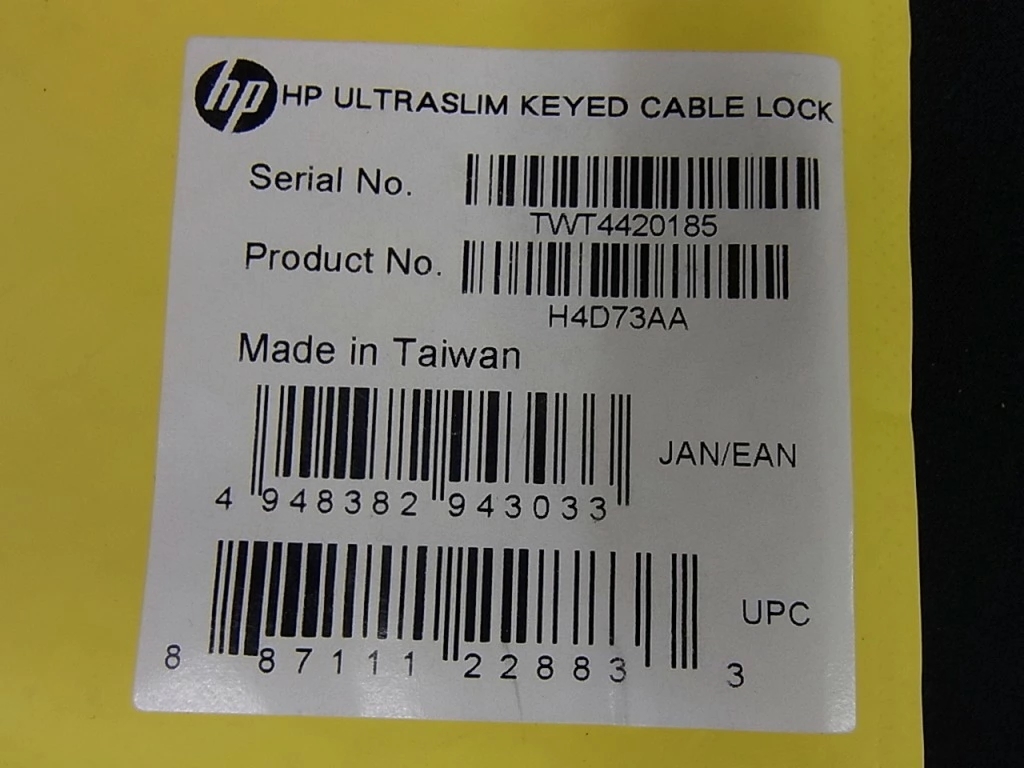 hp HP ULTRASLIM KEYED CABLE LOCK
Serial No.
TWT4420185
Product No.
H4D73AA
Made in Taiwan
JAN/EAN
4 948382 943033
UPC
8 87111 22883 3